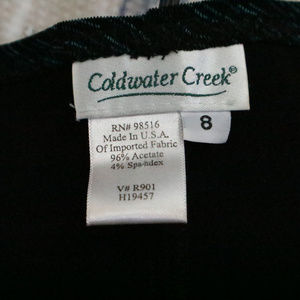 Coldwater Creek®
8
RN# 98516
Made In U.S.A.
Of Imported Fabric
96% Acetate
4% Spandex
V# R901
H19457